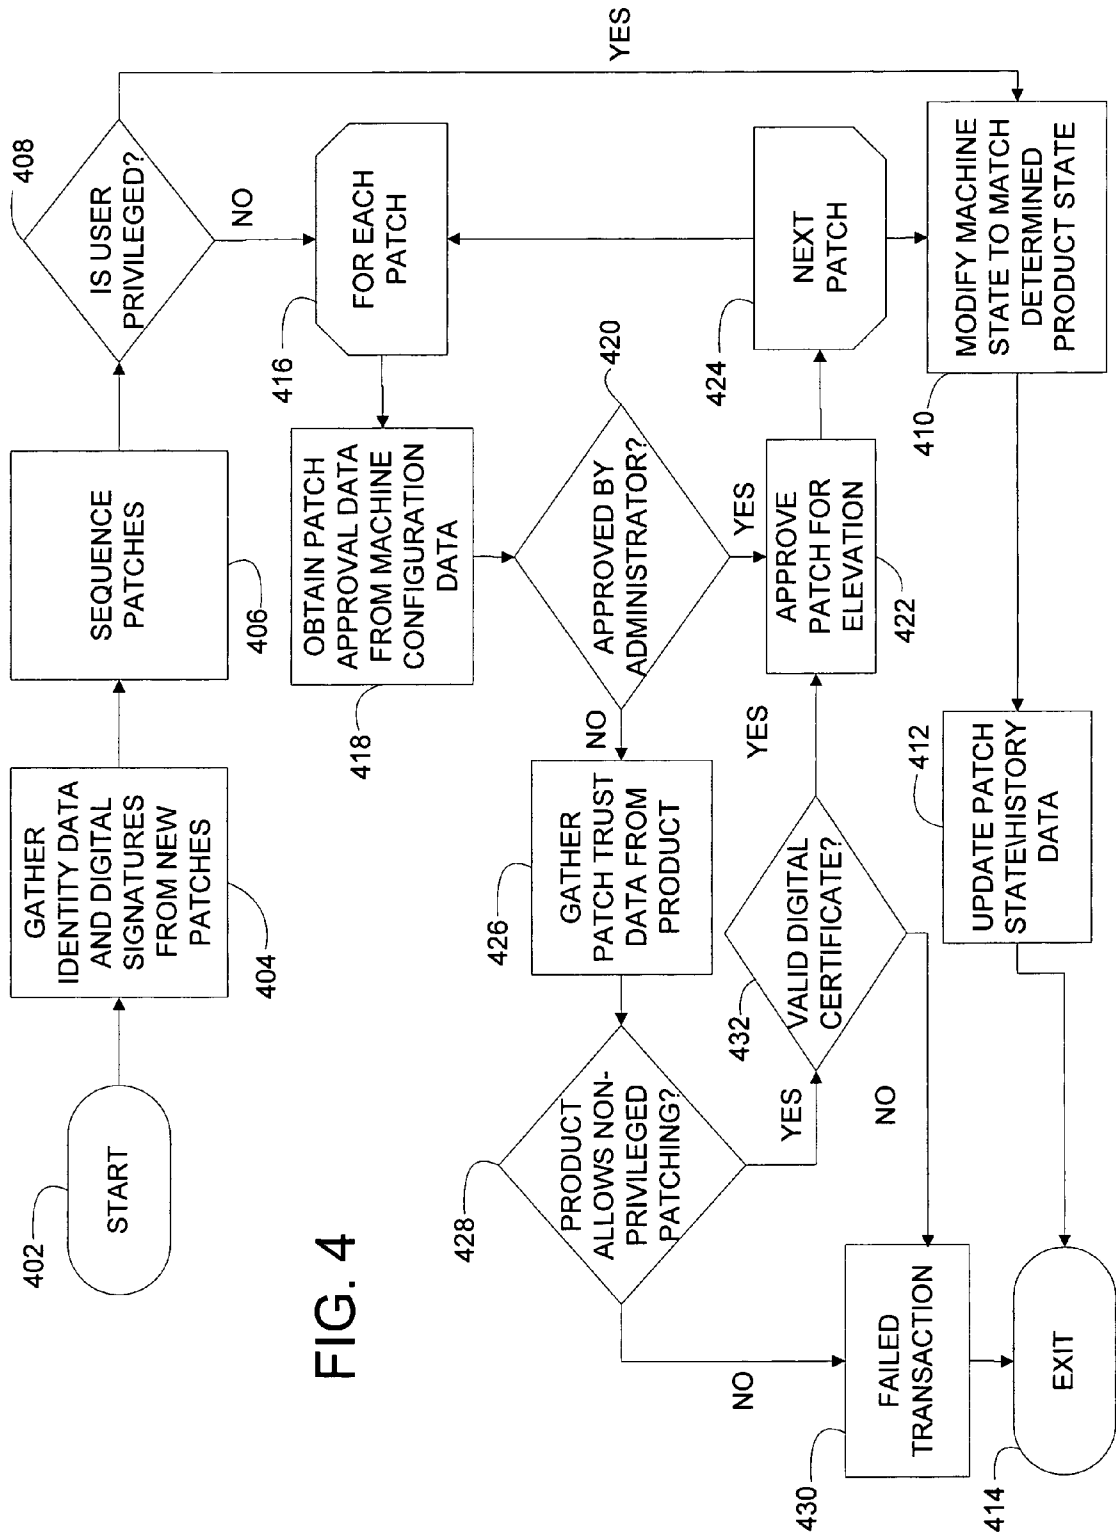 402
START
GATHER
IDENTITY DATA
AND DIGITAL
SIGNATURES
FROM NEW
PATCHES
404
SEQUENCE
PATCHES
406
IS USER
PRIVILEGED?
408
YES
NO
FOR EACH
PATCH
416
OBTAIN PATCH
APPROVAL DATA
FROM MACHINE
CONFIGURATION
DATA
418
APPROVED BY
ADMINISTRATOR?
420
NO
YES
GATHER
PATCH TRUST
DATA FROM
PRODUCT
426
PRODUCT
ALLOWS NON-
PRIVILEGED
PATCHING?
428
YES
NO
VALID DIGITAL
CERTIFICATE?
432
YES
NO
APPROVE
PATCH FOR
ELEVATION
422
NEXT
PATCH
424
FAILED
TRANSACTION
430
MODIFY MACHINE
STATE TO MATCH
DETERMINED
PRODUCT STATE
410
UPDATE PATCH
STATE\HISTORY
DATA
412
EXIT
414
FIG. 4